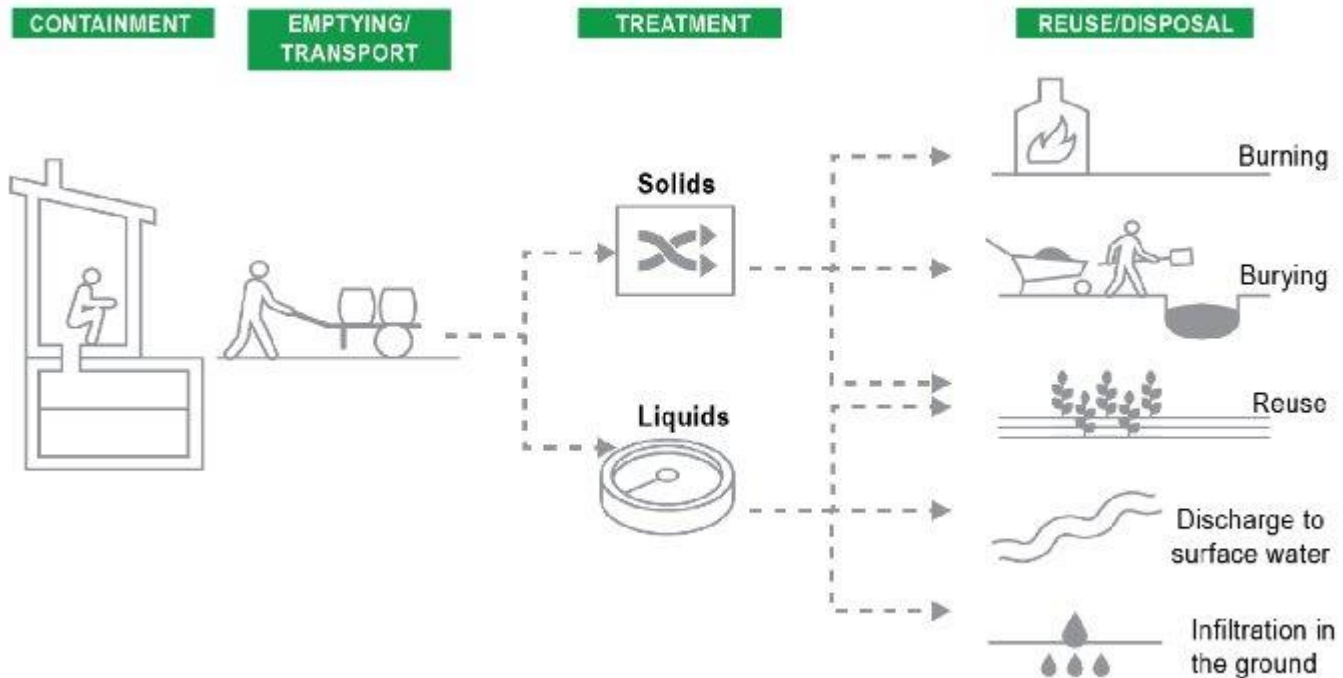 CONTAINMENT
EMPTYING/
TRANSPORT
TREATMENT
REUSE/DISPOSAL
Solids
Liquids
Burning
Burying
Reuse
Discharge to
surface water
Infiltration in
the ground